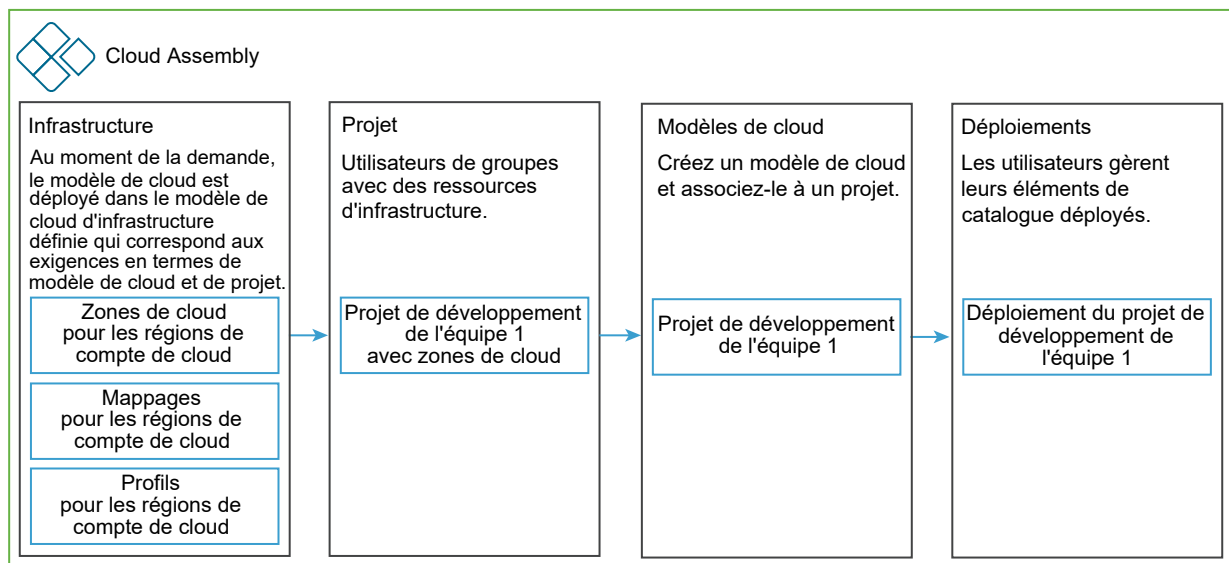 Cloud Assembly
Infrastructure
Au moment de la demande,
le modèle de cloud est
déployé dans le modèle de
cloud d'infrastructure
définie qui correspond aux
exigences en termes de
modèle de cloud et de projet.
Zones de cloud
pour les régions de
compte de cloud
Mappages
pour les régions de
compte de cloud
Profils
pour les régions de
compte de cloud
Projet
Utilisateurs de groupes
avec des ressources
d'infrastructure.
Projet de développement
de l'équipe 1
avec zones de cloud
Modèles de cloud
Créez un modèle de cloud
et associez-le à un projet.
Projet de développement
de l'équipe 1
Déploiements
Les utilisateurs gèrent
leurs éléments de
catalogue déployés.
Déploiement du projet de
développement de
l'équipe 1